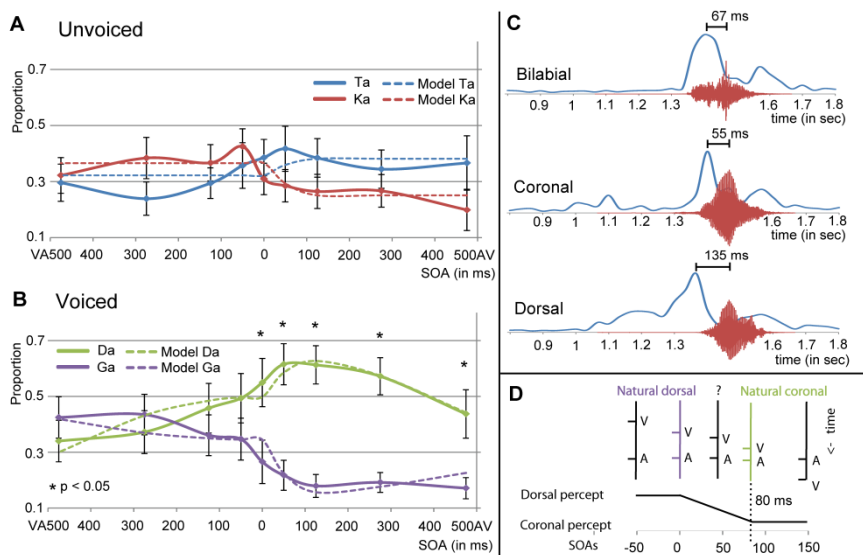 A Unvoiced
Proportion
0.7
0.5
0.3
0.1
Ta Model Ta
Ka Model Ka
VA500 400 300 200 100 0 100 200 300 400 500AV
SOA (in ms)
B Voiced
Proportion
0.7
0.5
0.3
0.1
Da Model Da
Ga Model Ga
* * * * *
* p < 0.05
VA500 400 300 200 100 0 100 200 300 400 500AV
SOA (in ms)
C
67 ms
Bilabial
0.9 1 1.1 1.2 1.3 1.6 1.7 1.8
time (in sec)
55 ms
Coronal
0.9 1 1.1 1.2 1.3 1.6 1.7 1.8
time (in sec)
135 ms
Dorsal
0.9 1 1.1 1.2 1.3 1.6 1.7 1.8
time (in sec)
D
Natural dorsal ? Natural coronal
V V V V A
A A A A V
<- time
Dorsal percept
80 ms
Coronal percept
SOAs -50 0 50 100 150